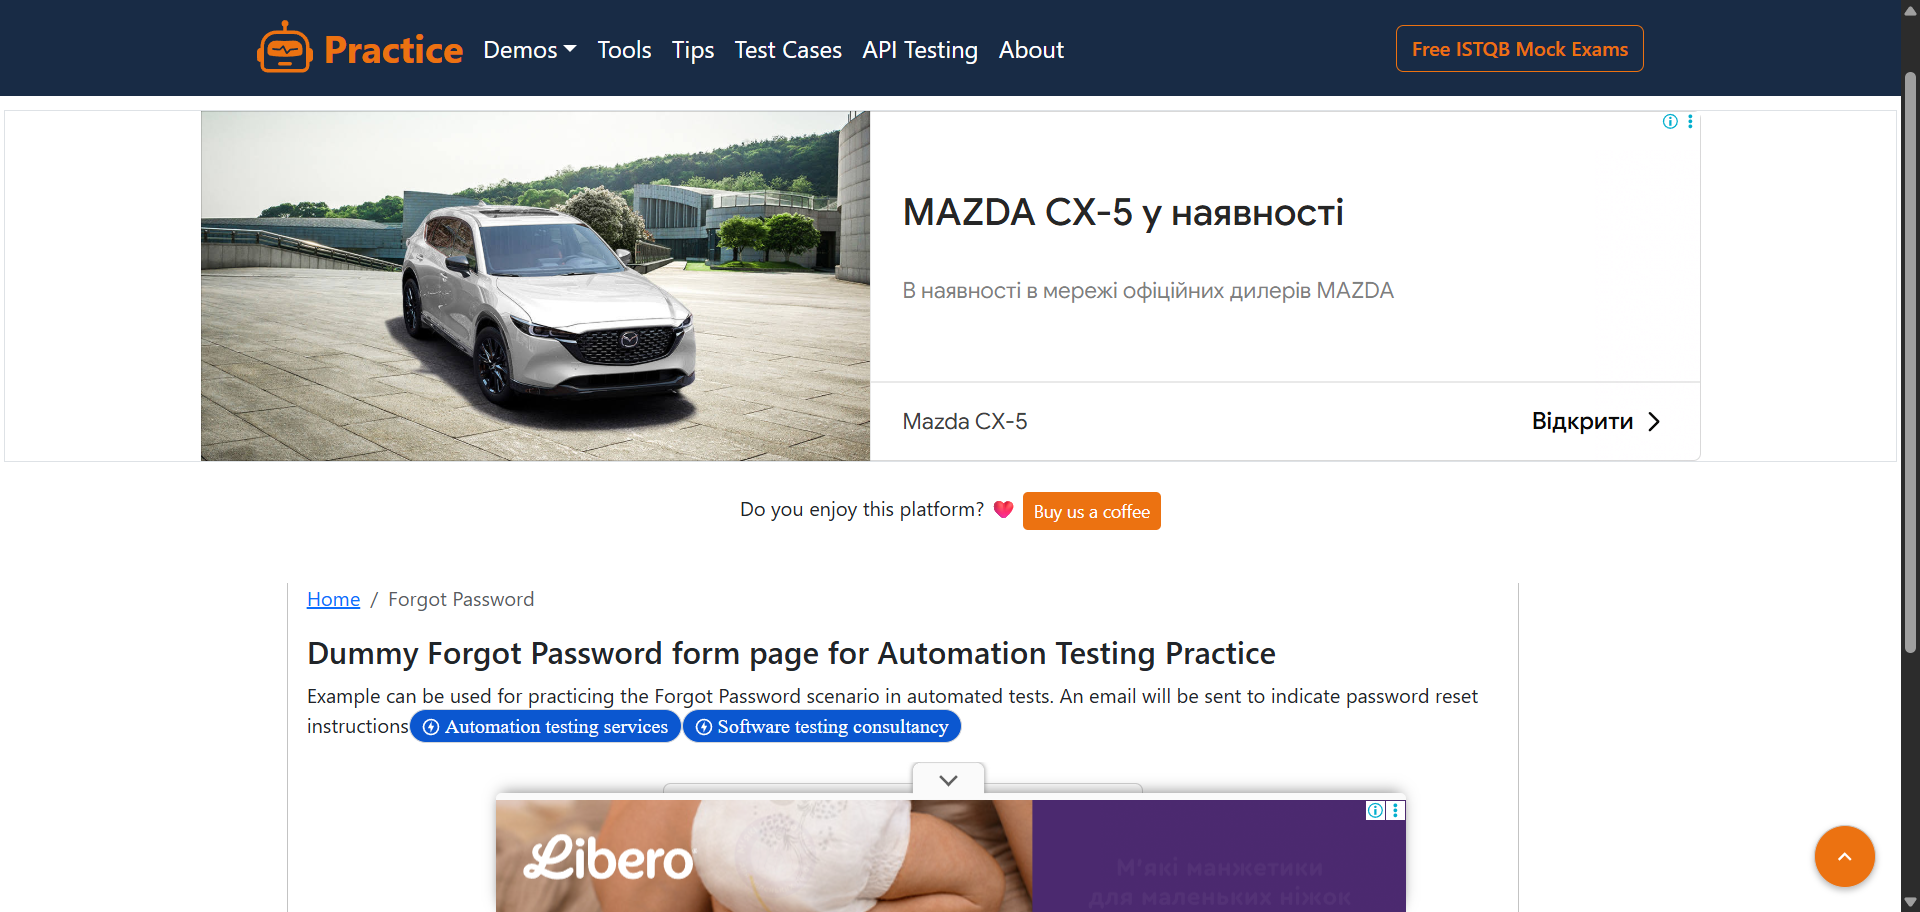 Practice Demos Tools Tips Test Cases API Testing About Free ISTQB Mock Exams
MAZDA CX-5 у наявності
В наявності в мережі офіційних дилерів MAZDA
Mazda CX-5 Відкрити
Do you enjoy this platform? Buy us a coffee
Home / Forgot Password
Dummy Forgot Password form page for Automation Testing Practice
Example can be used for practicing the Forgot Password scenario in automated tests. An email will be sent to indicate password reset
instructions Automation testing services Software testing consultancy
Libero
М'які манжетики
для маленьких ніжок